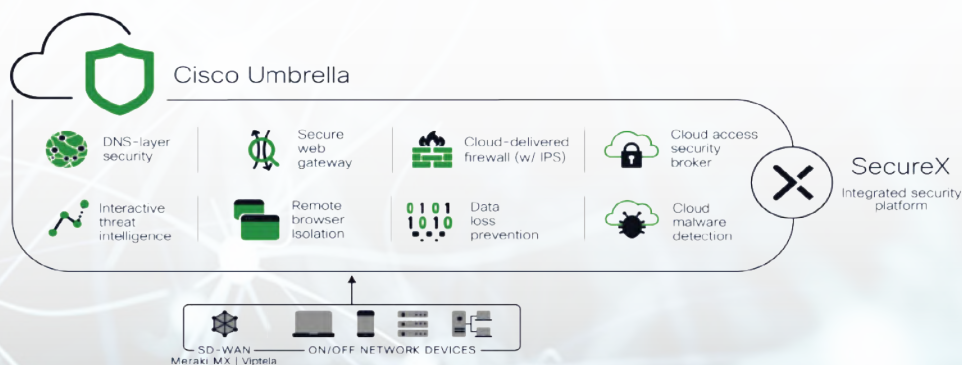 Cisco Umbrella
DNS-layer
security
Secure
web
gateway
Cloud-delivered
firewall (w/ IPS)
Cloud access
security
broker
Interactive
threat
intelligence
Remote
browser
isolation
0101
1010
Data
loss
prevention
Cloud
malware
detection
SecureX
Integrated security
platform
SD-WAN
Meraki MX | Viptela
ON/OFF NETWORK DEVICES